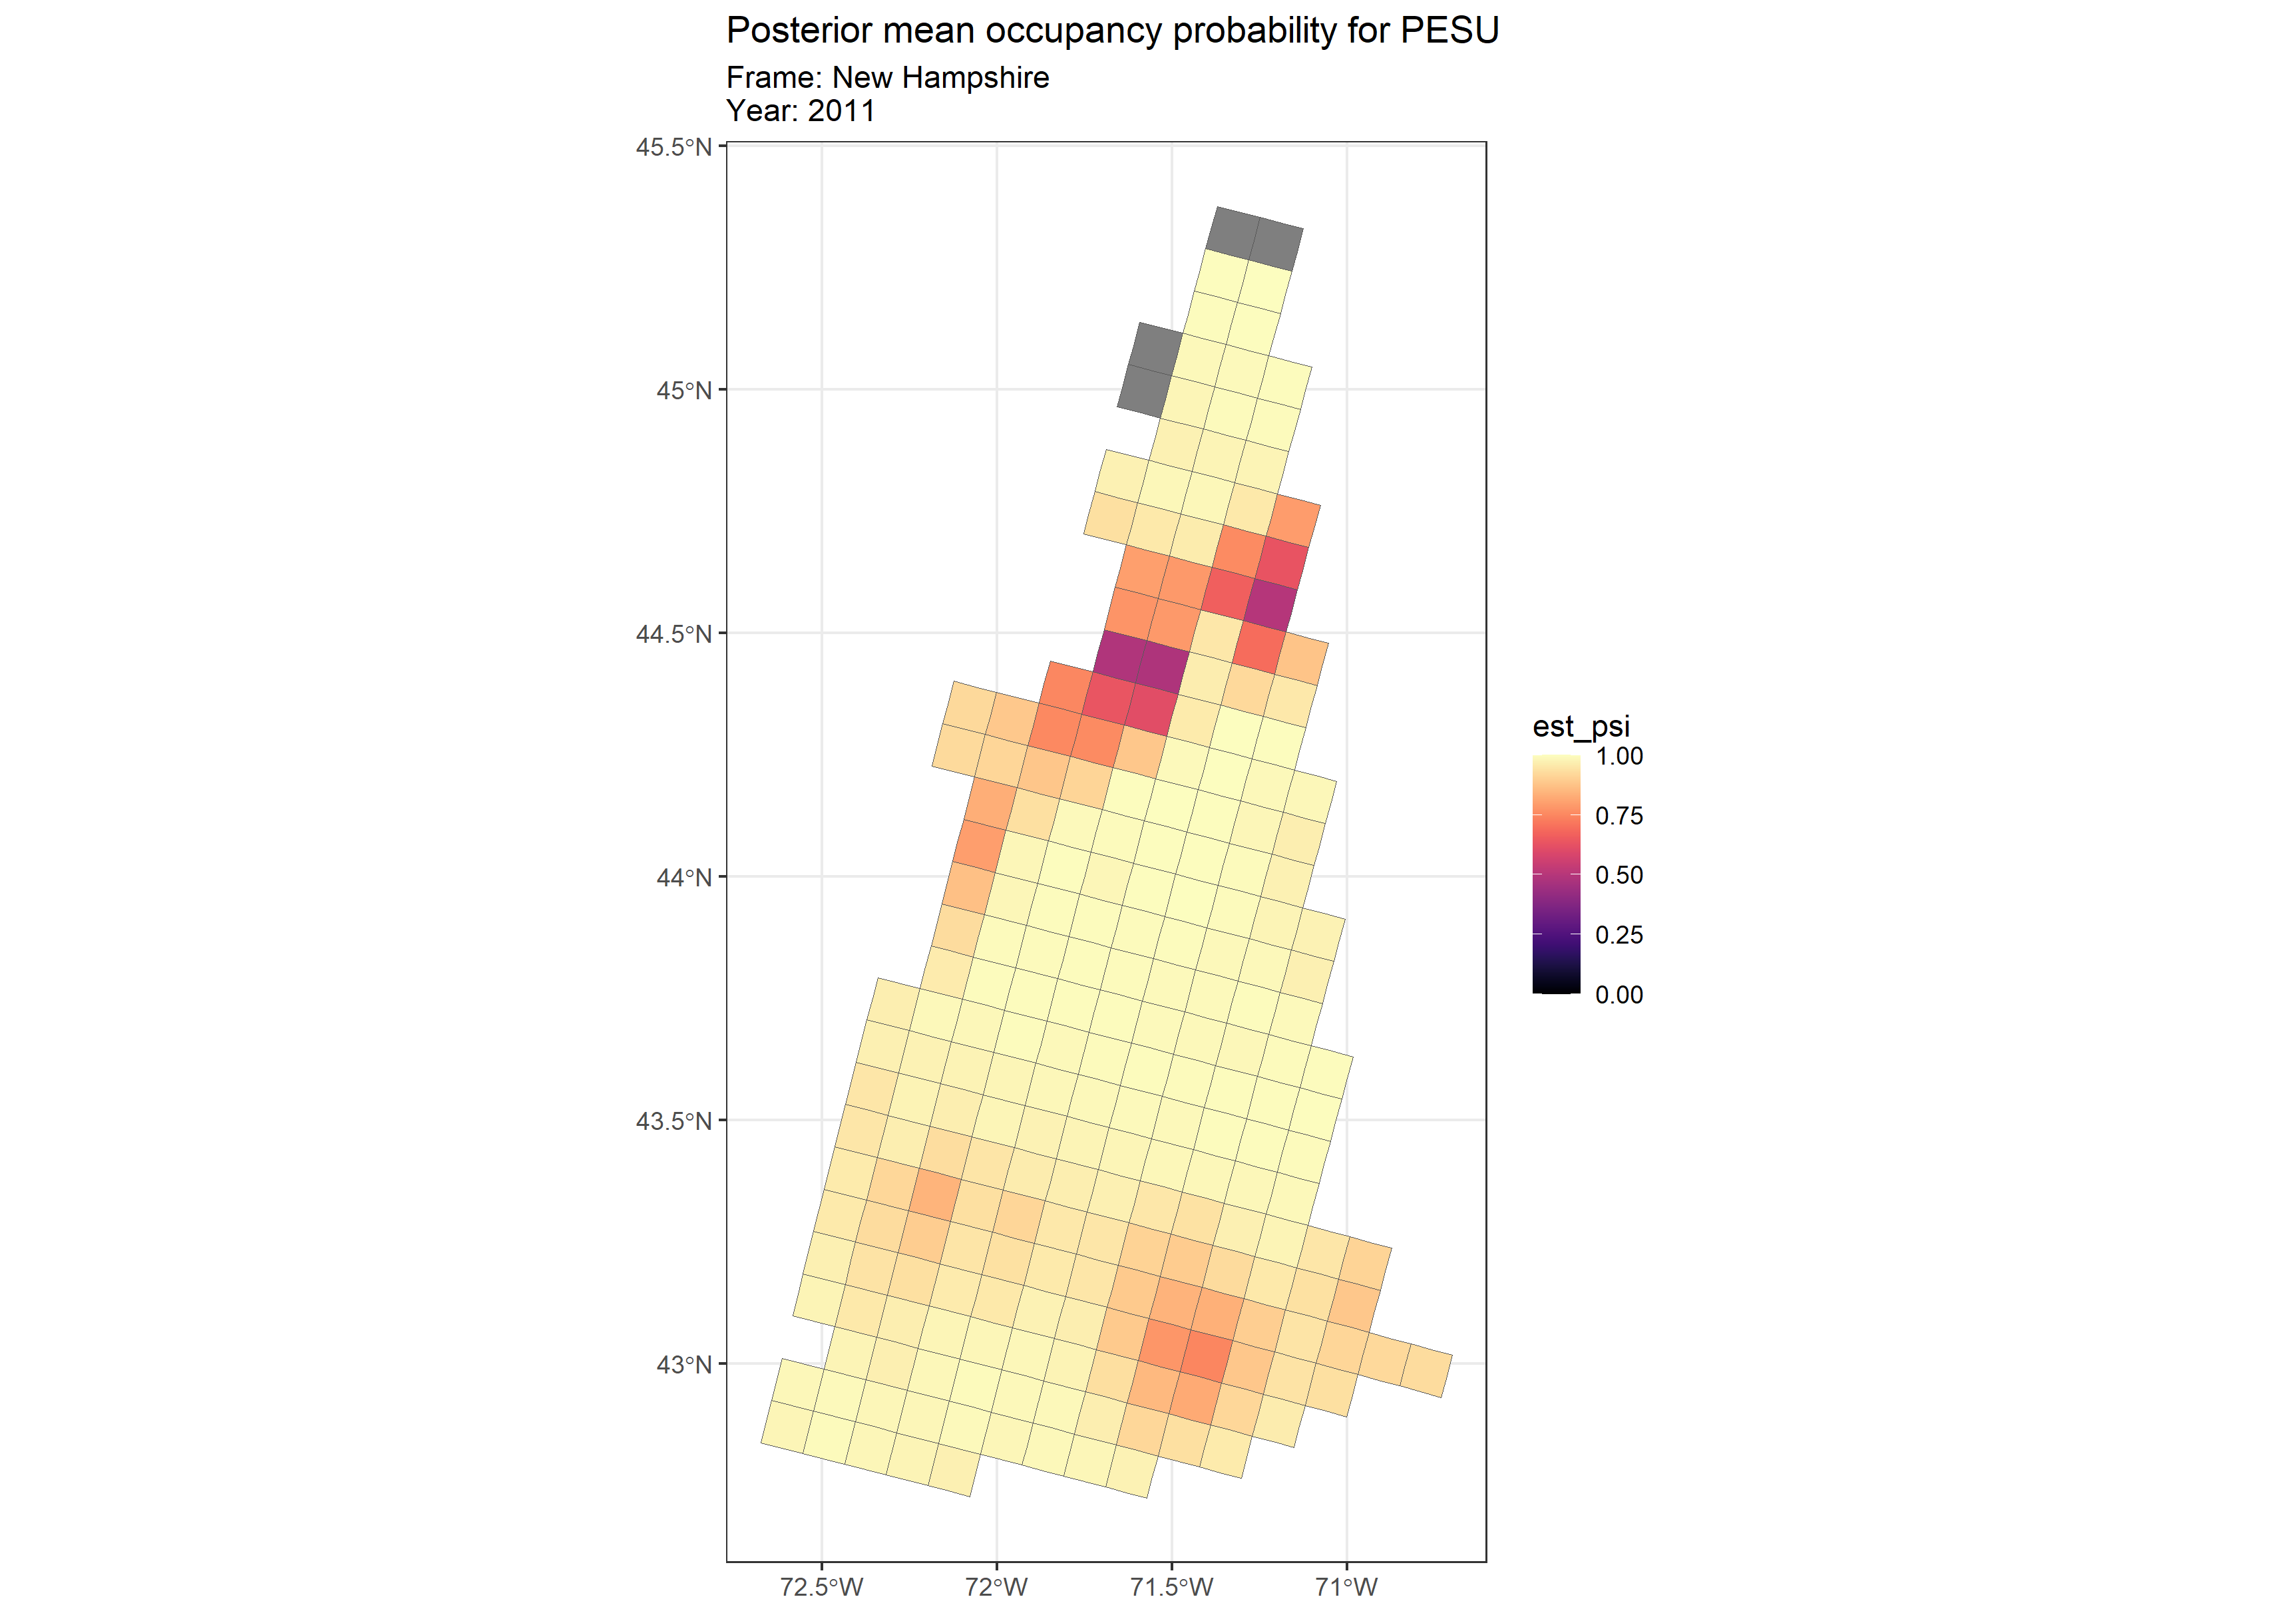 Posterior mean occupancy probability for PESU
Frame: New Hampshire
Year: 2011
45.5°N
45°N
44.5°N
44°N
43.5°N
43°N
72.5°W
72°W
71.5°W
71°W
est_psi
1.00
0.75
0.50
0.25
0.00